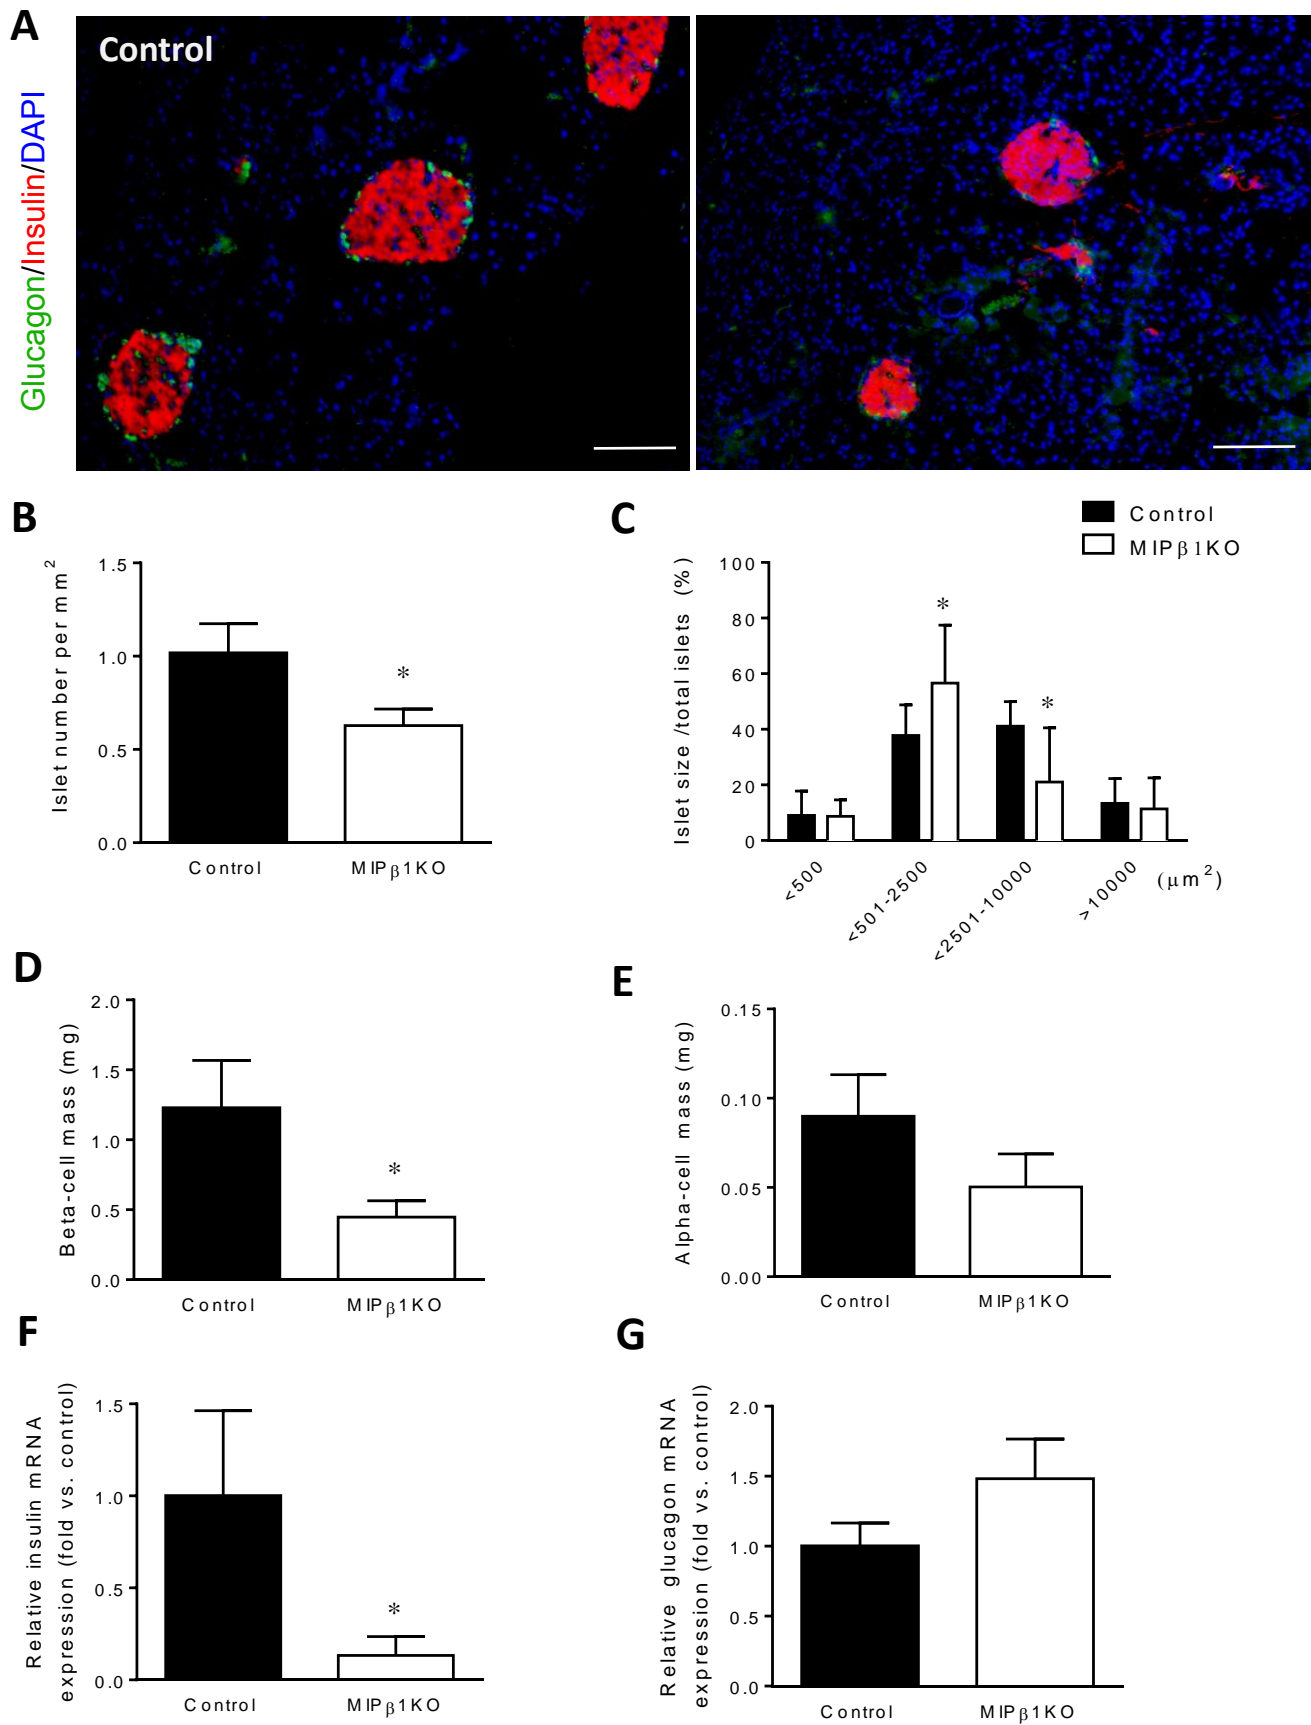 A
Control
Glucagon/Insulin/DAPI
B
Islet number per mm²
1.5
1.0
0.5
0.0
Control
MIPβ1KO
C
Control
MIPβ1KO
Islet size /total islets (%)
100
80
60
40
20
0
*
*
<500
<501-2500
<2501-10000
>10000
(μm²)
*
D
Beta-cell mass (mg)
2.0
1.5
1.0
0.5
0.0
*
Control
MIPβ1KO
E
Alpha-cell mass (mg)
0.15
0.10
0.05
0.00
Control
MIPβ1KO
F
Relative insulin mRNA
expression (fold vs. control)
1.5
1.0
0.5
0.0
*
Control
MIPβ1KO
G
Relative glucagon mRNA
expression (fold vs. control)
2.0
1.5
1.0
0.5
0.0
Control
MIPβ1KO